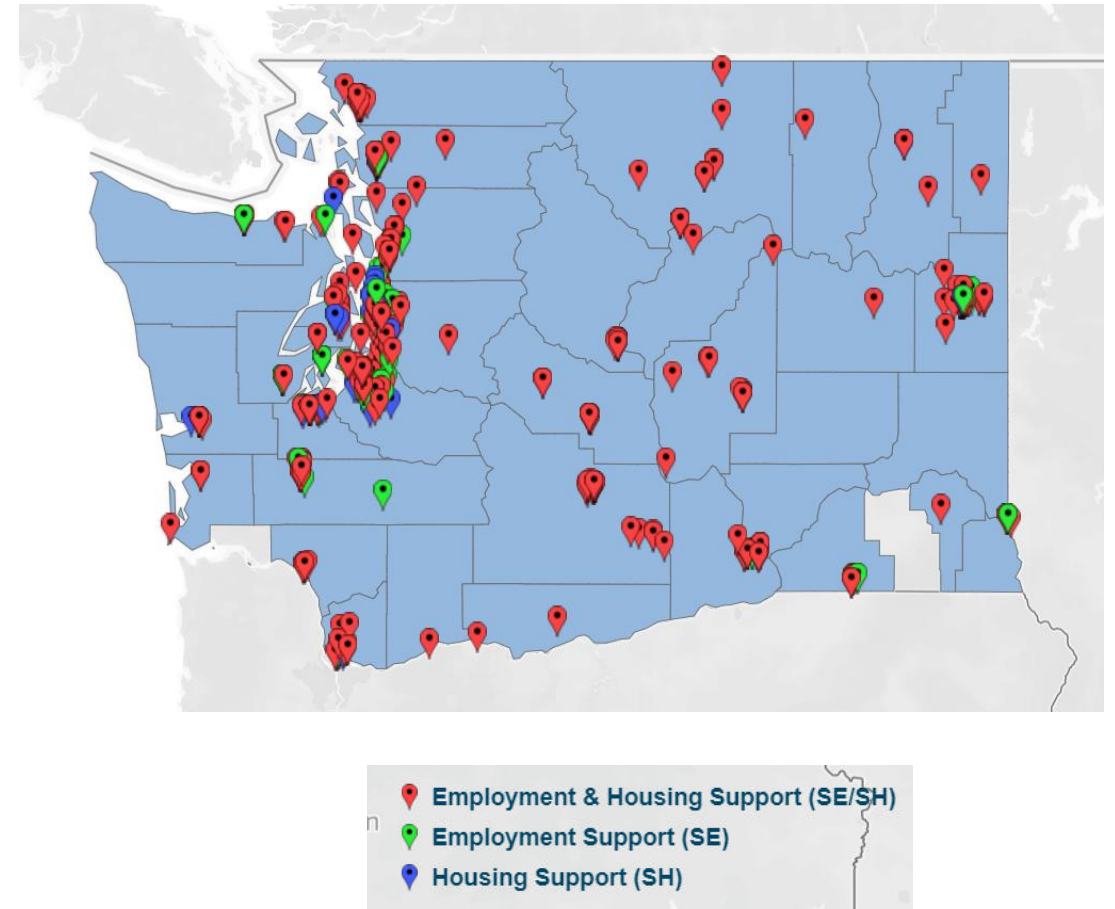 n
Employment & Housing Support (SE/SH)
Employment Support (SE)
Housing Support (SH)